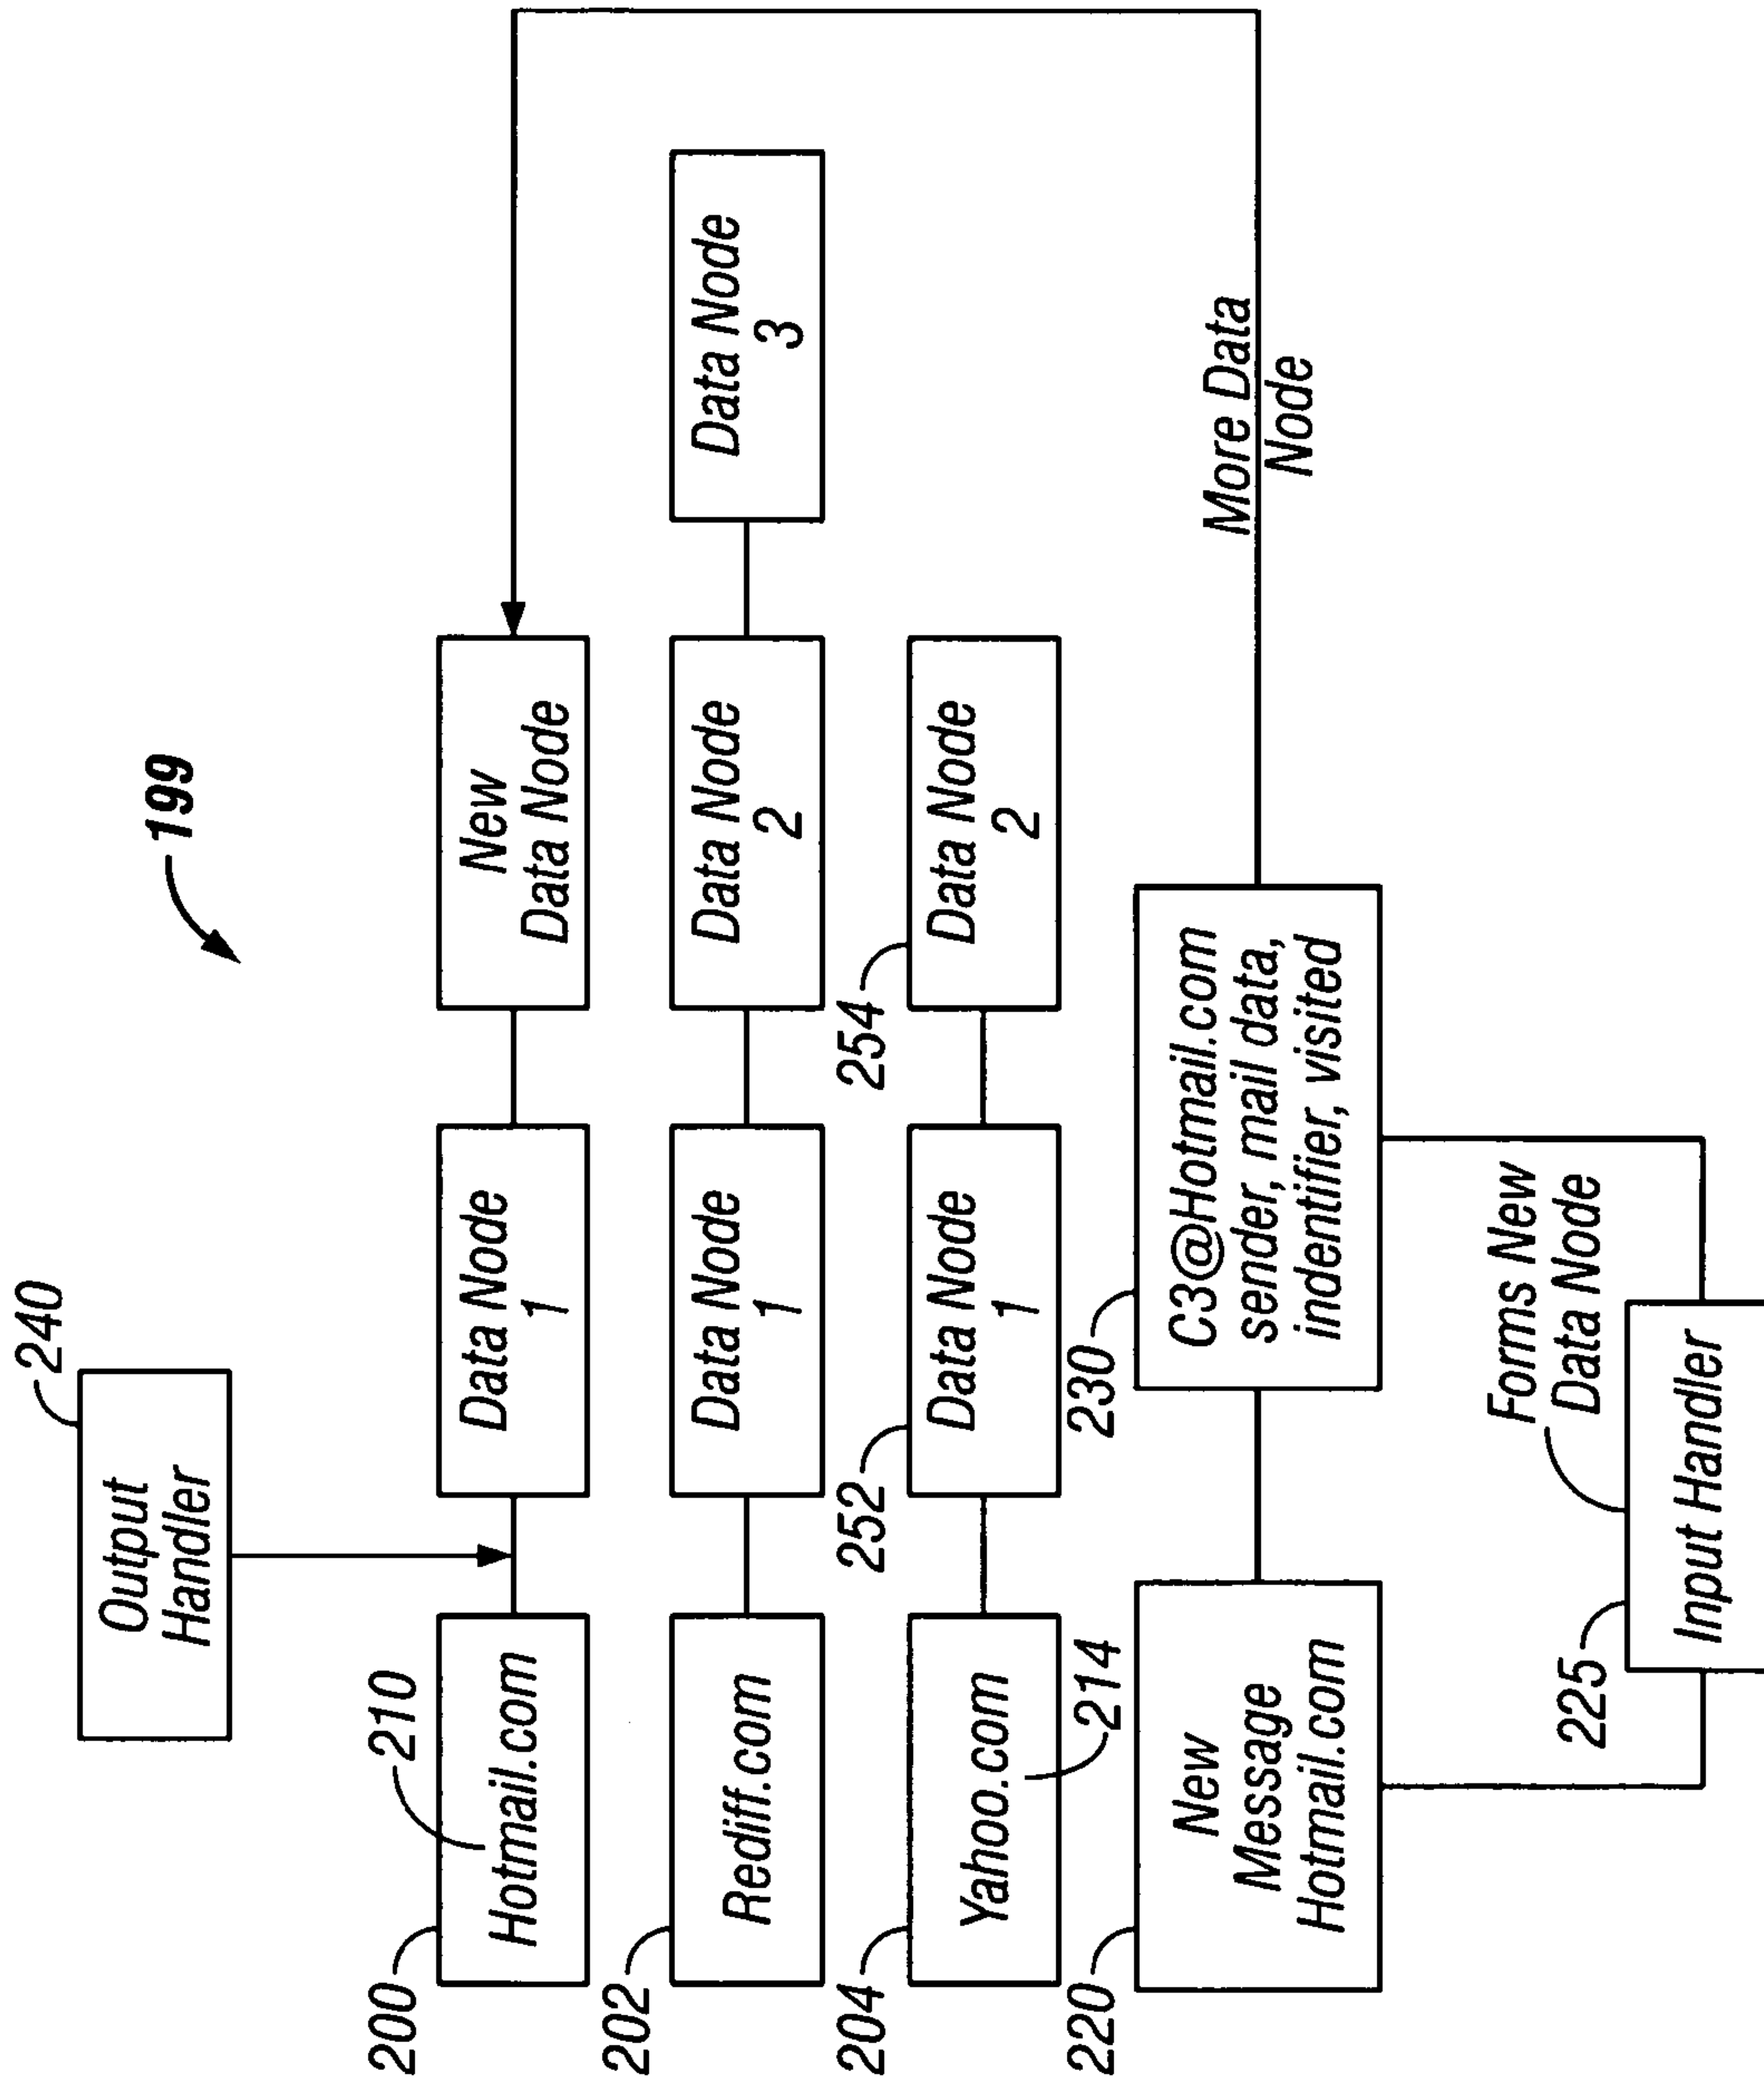 199
240
Output
Handler
200
210
Hotmail.com
Data Node
1
New
Data Node
202
Rediff.com
Data Node
1
Data Node
2
Data Node
3
204
Yahoo.com
214
252
Data Node
1
254
Data Node
2
220
New
Message
Hotmail.com
230
C3@Hotmail.com
sender, mail data,
indentifier, visited
More Data
Node
Forms New
Data Node
225
Input Handler